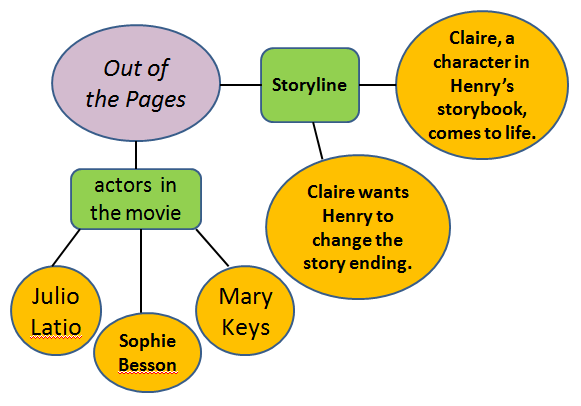 Out of
the Pages
Storyline
Claire, a
character in
Henry's
storybook,
comes to life.
Claire wants
Henry to
change the
story ending.
actors in
the movie
Julio
Latio
Sophie
Besson
Mary
Keys